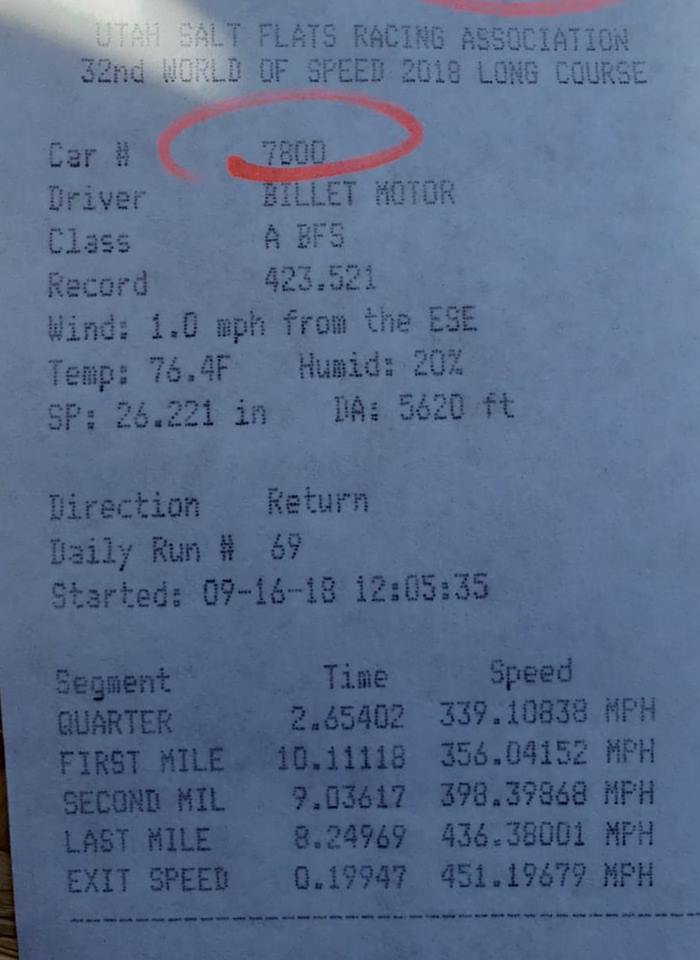 UTAH SALT FLATS RACING ASSOCIATION
32nd WORLD OF SPEED 2018 LONG COURSE
Car # 7800
Driver BILLET MOTOR
Class A BFS
Record 423.521
Wind: 1.0 mph from the ESE
Temp: 76.4F Humid: 20%
SP: 26.221 in DA: 5620 ft
Direction Return
Daily Run # 69
Started: 09-16-18 12:05:35
Segment Time Speed
QUARTER 2.65402 339.10838 MPH
FIRST MILE 10.11118 356.04152 MPH
SECOND MIL 9.03617 398.39868 MPH
LAST MILE 8.24969 436.38001 MPH
EXIT SPEED 0.19947 451.19679 MPH